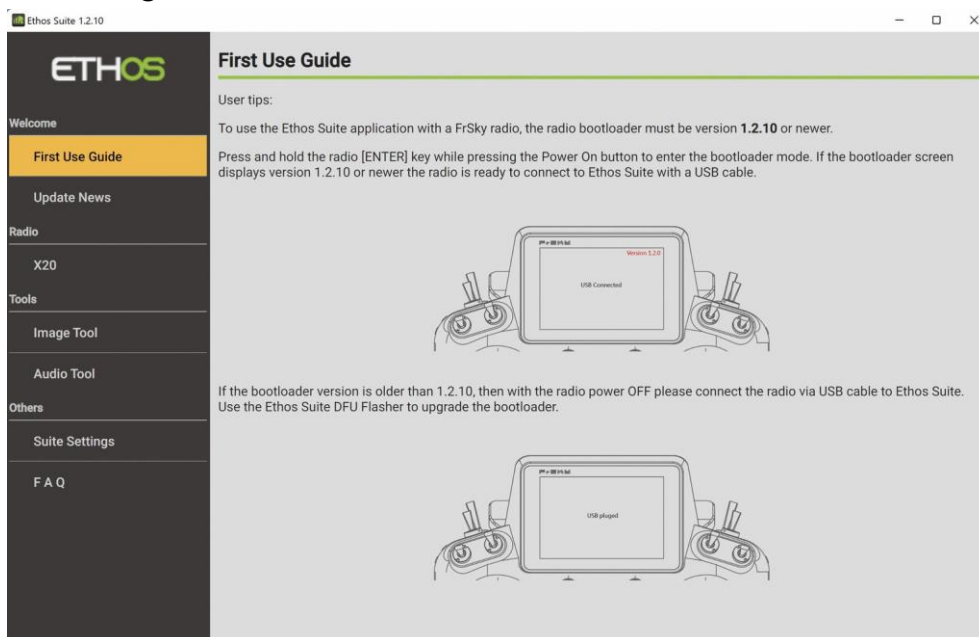 Ethos Suite 1.2.10
ETHOS
Welcome
First Use Guide
Update News
Radio
X20
Tools
Image Tool
Audio Tool
Others
Suite Settings
F A Q
First Use Guide
User tips:
To use the Ethos Suite application with a FrSky radio, the radio bootloader must be version 1.2.10 or newer.
Press and hold the radio [ENTER] key while pressing the Power On button to enter the bootloader mode. If the bootloader screen
displays version 1.2.10 or newer the radio is ready to connect to Ethos Suite with a USB cable.
FrSky
Version 1.2.0
USB Connected
If the bootloader version is older than 1.2.10, then with the radio power OFF please connect the radio via USB cable to Ethos Suite.
Use the Ethos Suite DFU Flasher to upgrade the bootloader.
FrSky
USB pluged